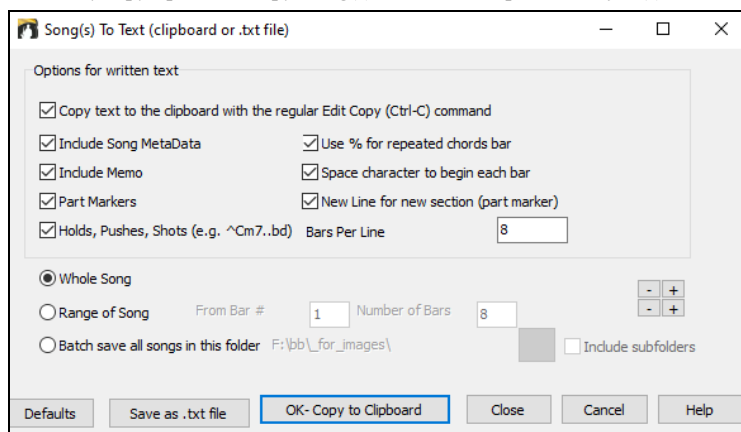 Song(s) To Text (clipboard or .txt file)
Options for written text
Copy text to the clipboard with the regular Edit Copy (Ctrl-C) command
Include Song MetaData Use % for repeated chords bar
Include Memo Space character to begin each bar
Part Markers New Line for new section (part marker)
Holds, Pushes, Shots (e.g. ^Cm7..bd) Bars Per Line 8
Whole Song - +
Range of Song From Bar # 1 Number of Bars 8 - +
Batch save all songs in this folder F:\bb\_for_images\ Include subfolders
Defaults Save as .txt file OK- Copy to Clipboard Close Cancel Help